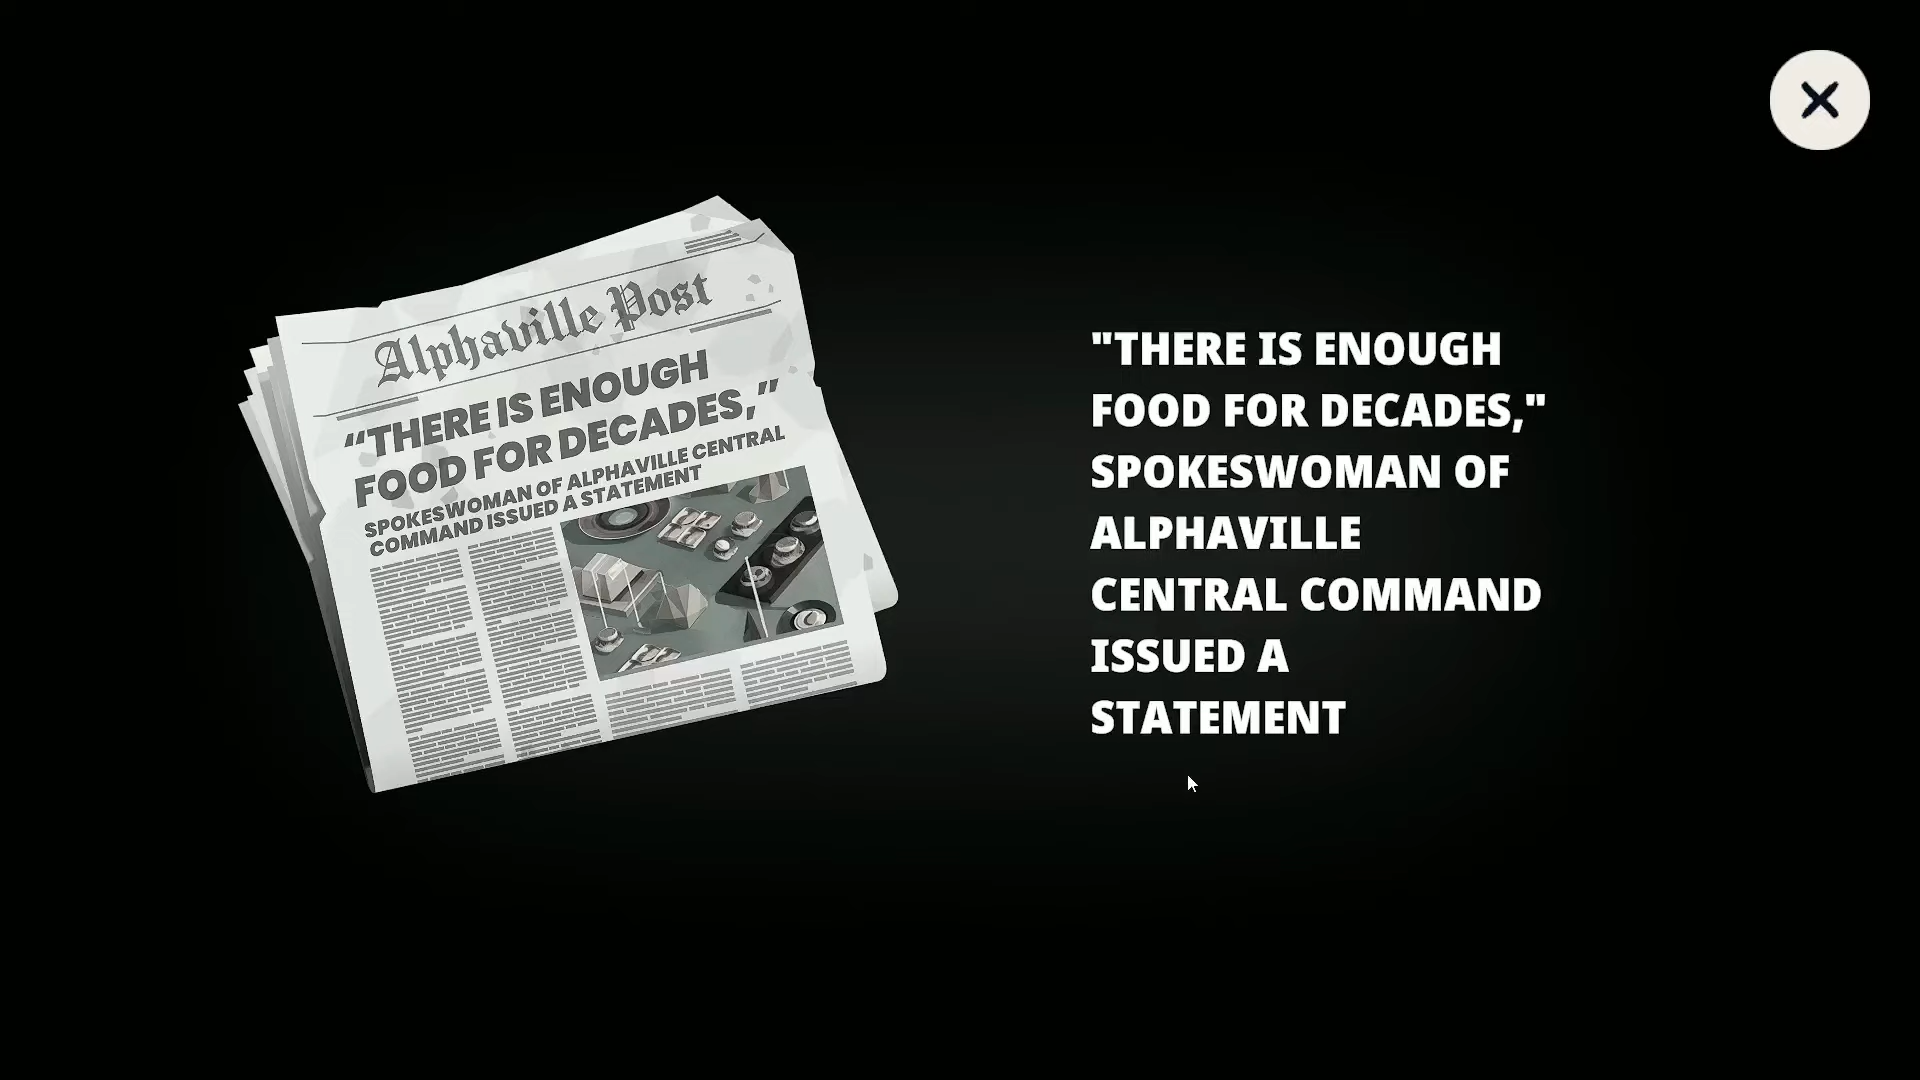 Alphaville Post
“THERE IS ENOUGH
FOOD FOR DECADES,”
SPOKESWOMAN OF ALPHAVILLE CENTRAL
COMMAND ISSUED A STATEMENT
"THERE IS ENOUGH
FOOD FOR DECADES,"
SPOKESWOMAN OF
ALPHAVILLE
CENTRAL COMMAND
ISSUED A
STATEMENT